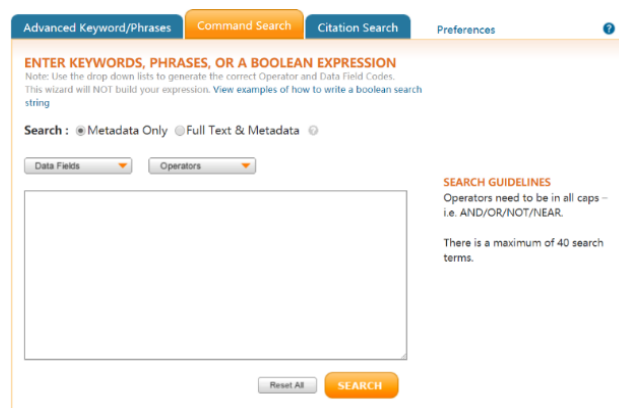 Advanced Keyword/Phrases Command Search Citation Search Preferences ?
ENTER KEYWORDS, PHRASES, OR A BOOLEAN EXPRESSION
Note: Use the drop down lists to generate the correct Operator and Data Field Codes.
This wizard will NOT build your expression. View examples of how to write a boolean search
string
Search : Metadata Only Full Text & Metadata ?
Data Fields Operators
SEARCH GUIDELINES
Operators need to be in all caps –
i.e. AND/OR/NOT/NEAR.
There is a maximum of 40 search
terms.
Reset All SEARCH